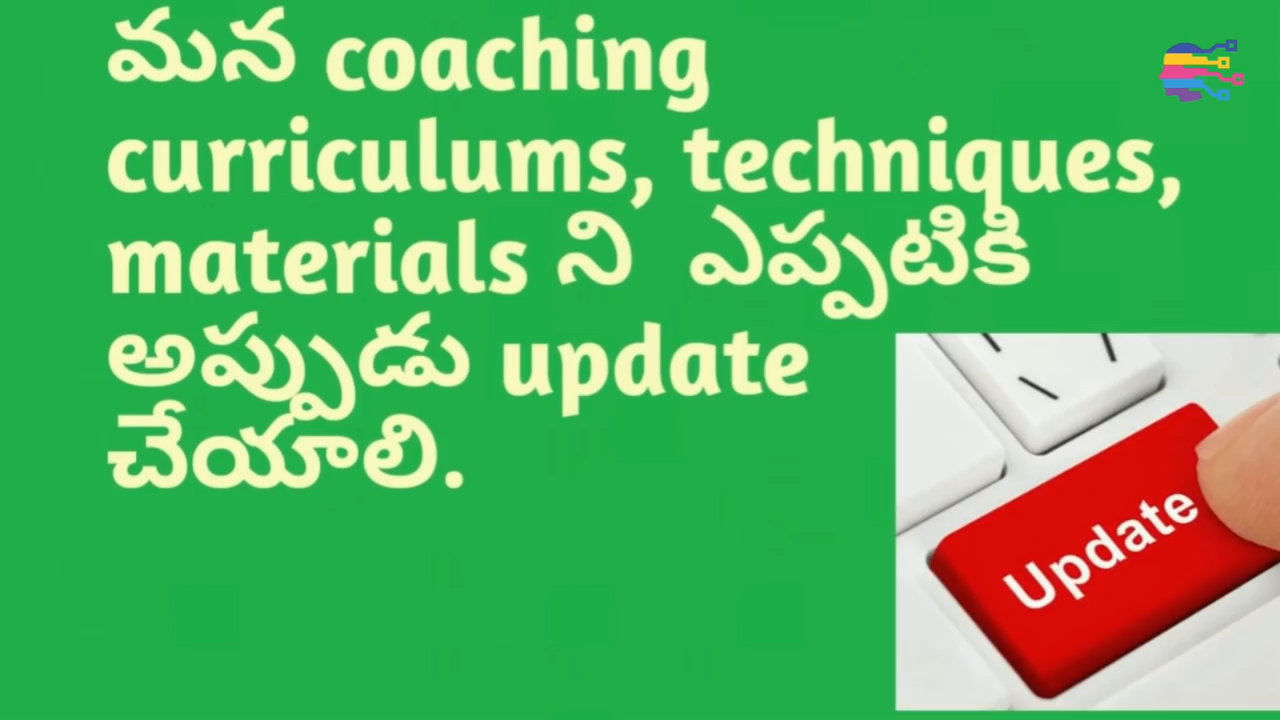 మన coaching
curriculums, techniques,
materials ని ఎప్పటికి
అప్పుడు update
చేయాలి.
Update